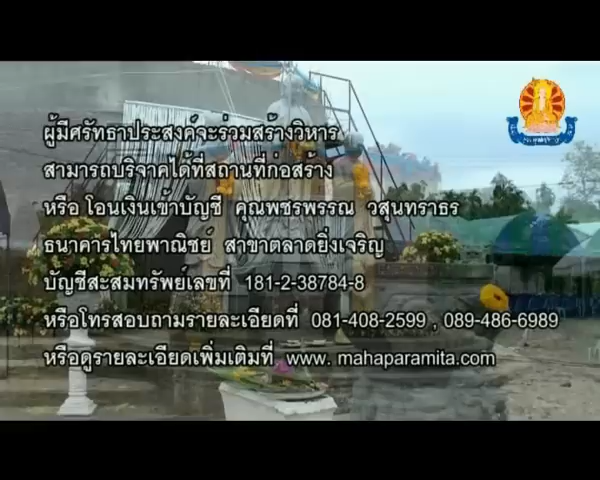 ผู้มีศรัทธาประสงค์จะร่วมสร้างวิหาร
สามารถบริจาคได้ที่สถานที่ก่อสร้าง
หรือ โอนเงินเข้าบัญชี คุณพชรพรรณ วสุนทราธร
ธนาคารไทยพาณิชย์ สาขาตลาดยิ่งเจริญ
บัญชีสะสมทรัพย์เลขที่ 181-2-38784-8
หรือโทรสอบถามรายละเอียดที่ 081-408-2599 , 089-486-6989
หรือดูรายละเอียดเพิ่มเติมที่ www. mahaparamita.com